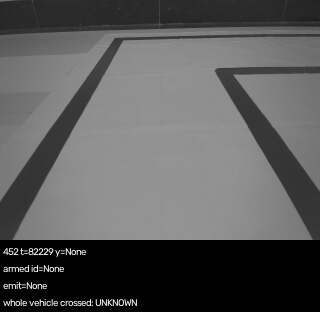 452 t=82229 y=None
armed id=None
emit=None
whole vehicle crossed: UNKNOWN